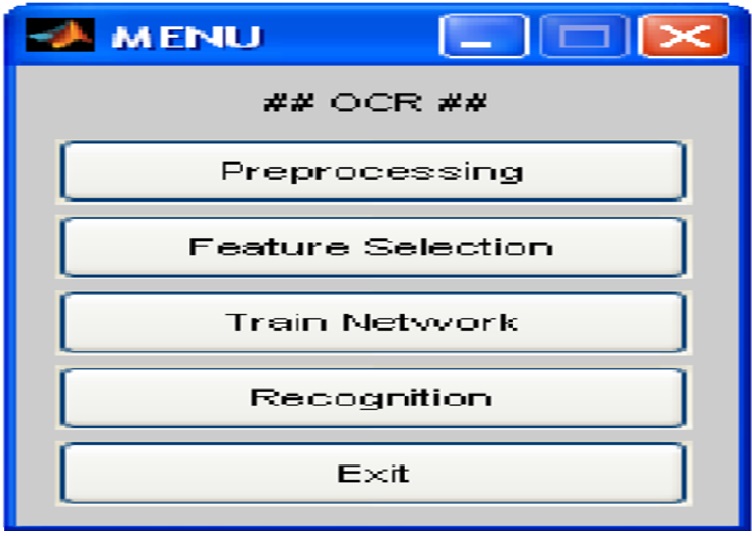 MENU
## OCR ##
Preprocessing
Feature Selection
Train Network
Recognition
Exit